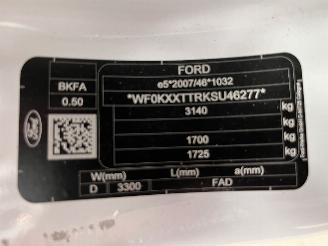 FORD
e5*2007/46*1032
*WF0KXXTTRKSU46277*
BKFA
0.50
3140 kg
kg
1700 kg
1725 kg
W(mm) L(mm) a(mm)
D 3300 FAD